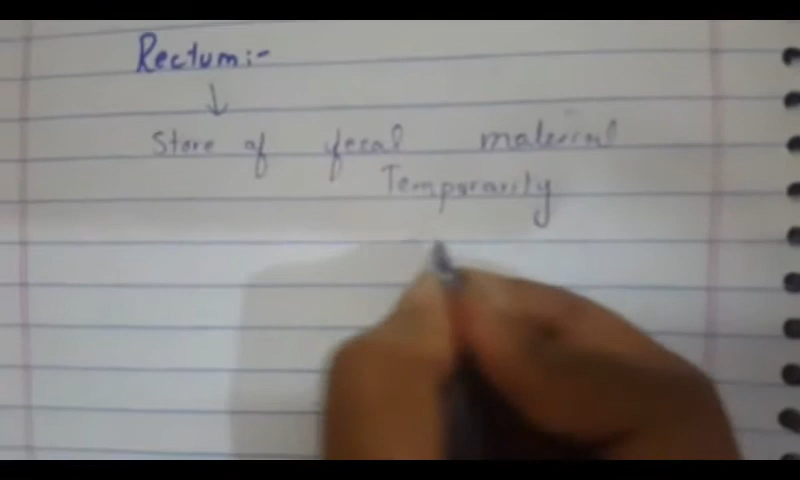 Rectum:-
↓
Store of fecal material
Temporarily